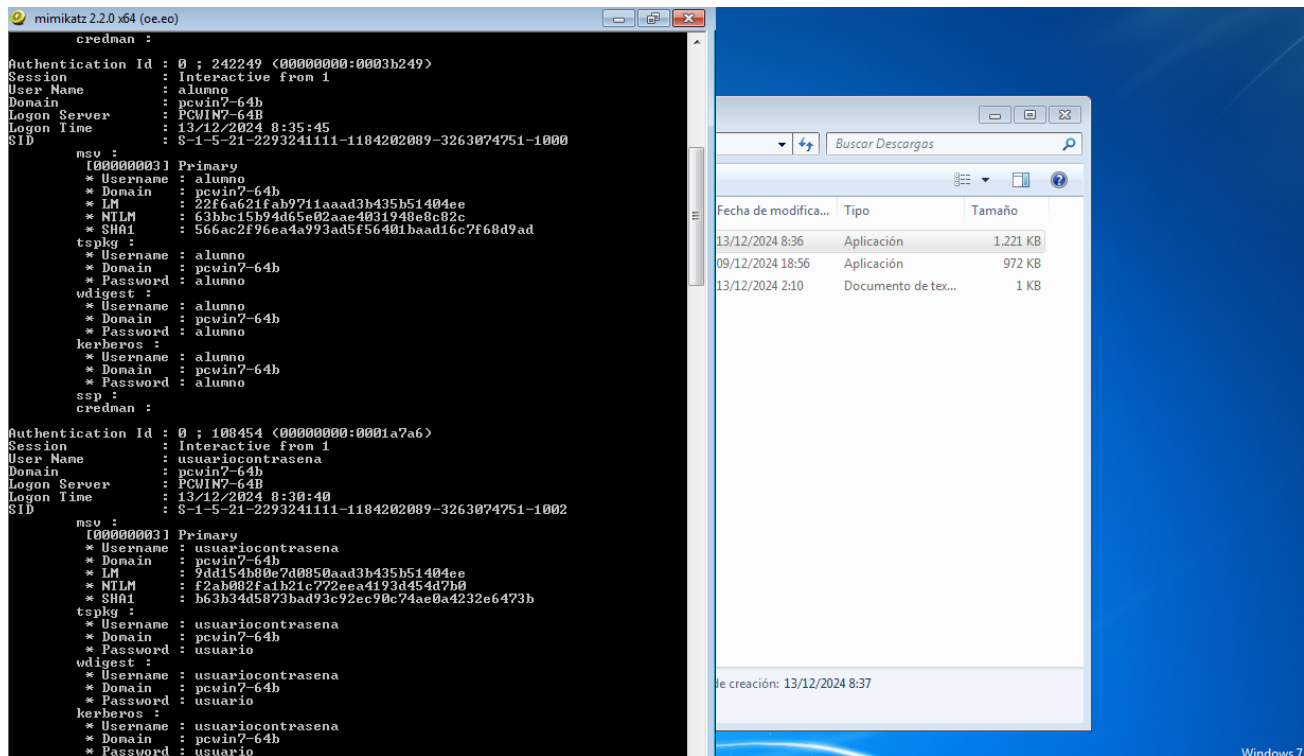 mimikatz 2.2.0 x64 (oe.eo)
credman :
Authentication Id : 0 ; 242249 (00000000:0003b249)
Session : Interactive from 1
User Name : alumno
Domain : pcwin7-64b
Logon Server : PCWIN7-64B
Logon Time : 13/12/2024 8:35:45
SID : S-1-5-21-2293241111-1184202089-3263074751-1000
msv :
[00000003] Primary
* Username : alumno
* Domain : pcwin7-64b
* LM : 22f6a621fab9711aaad3b435b51404ee
* NTLM : 63bbc15b94d65e02aae4031948e8c82c
* SHA1 : 566ac2f96ea4a993ad5f56401baad16c7f68d9ad
tspkg :
* Username : alumno
* Domain : pcwin7-64b
* Password : alumno
wdigest :
* Username : alumno
* Domain : pcwin7-64b
* Password : alumno
kerberos :
* Username : alumno
* Domain : pcwin7-64b
* Password : alumno
ssp :
credman :
Authentication Id : 0 ; 108454 (00000000:0001a7a6)
Session : Interactive from 1
User Name : usuariocontrasena
Domain : pcwin7-64b
Logon Server : PCWIN7-64B
Logon Time : 13/12/2024 8:30:40
SID : S-1-5-21-2293241111-1184202089-3263074751-1002
msv :
[00000003] Primary
* Username : usuariocontrasena
* Domain : pcwin7-64b
* LM : 9dd154b80e7d0850aad3b435b51404ee
* NTLM : f2ab082fa1b21c772eea4193d454d7b0
* SHA1 : b63b34d5873bad93c92ec90c74ae0a4232e6473b
tspkg :
* Username : usuariocontrasena
* Domain : pcwin7-64b
* Password : usuario
wdigest :
* Username : usuariocontrasena
* Domain : pcwin7-64b
* Password : usuario
kerberos :
* Username : usuariocontrasena
* Domain : pcwin7-64b
* Password : usuario
Buscar Descargas
Fecha de modifica... Tipo Tamaño
13/12/2024 8:36 Aplicación 1.221 KB
09/12/2024 18:56 Aplicación 972 KB
13/12/2024 2:10 Documento de tex... 1 KB
de creación: 13/12/2024 8:37
Windows 7